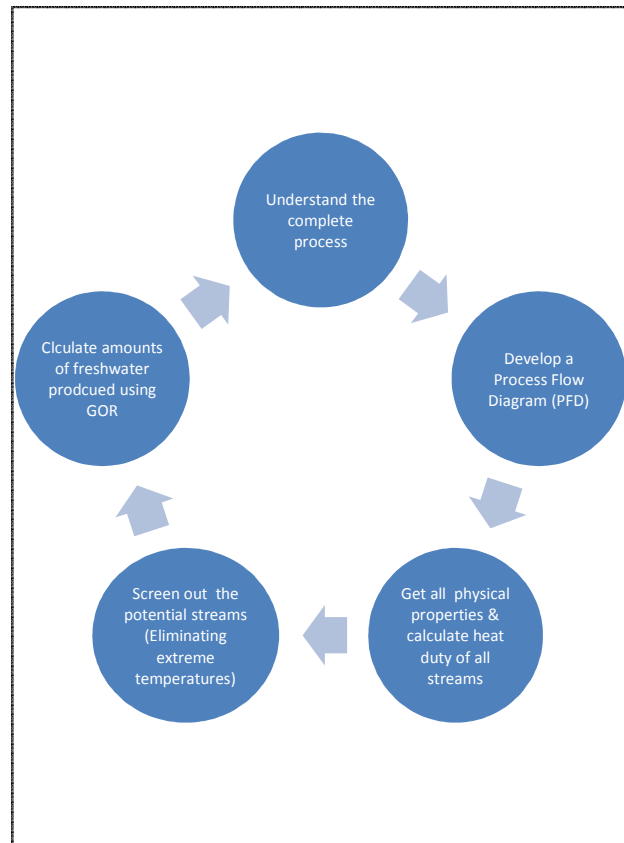 Understand the
complete
process
Develop a
Process Flow
Diagram (PFD)
Get all physical
properties &
calculate heat
duty of all
streams
Screen out the
potential streams
(Eliminating
extreme
temperatures)
Clculate amounts
of freshwater
prodcued using
GOR